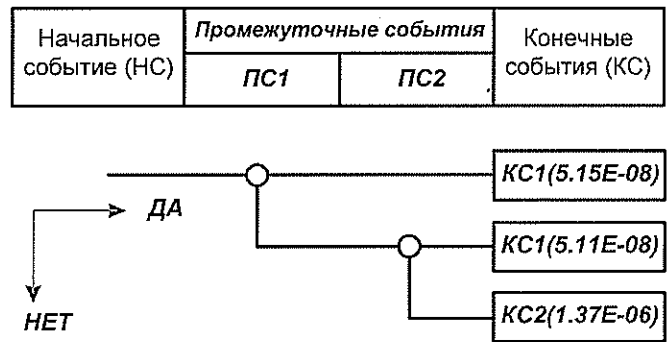 Начальное
событие (НС)
Промежуточные события
ПС1
ПС2
Конечные
события (КС)
КС1(5.15E-08)
ДА
КС1(5.11E-08)
НЕТ
КС2(1.37E-06)